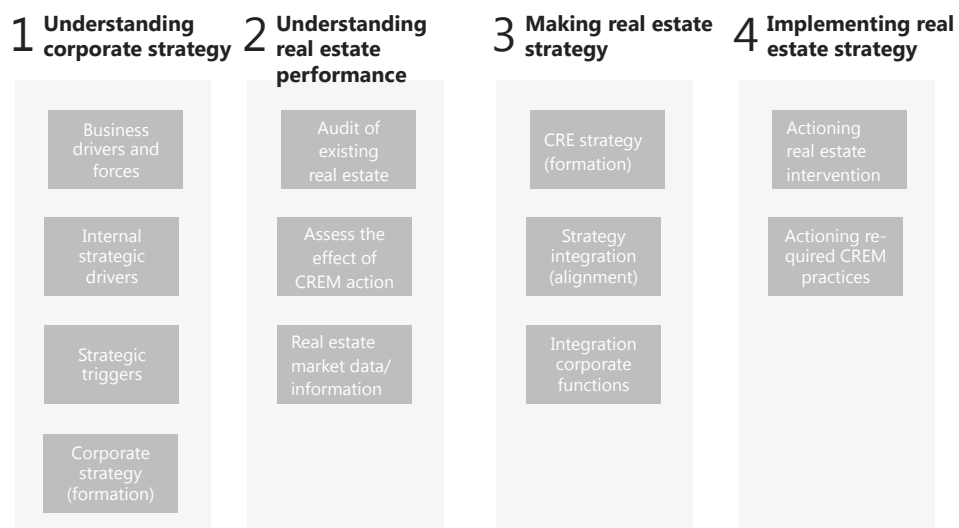 1 Understanding
corporate strategy
Business
drivers and
forces
Internal
strategic
drivers
Strategic
triggers
Corporate
strategy
(formation)
2 Understanding
real estate
performance
Audit of
existing
real estate
Assess the
effect of
CREM action
Real estate
market data/
information
3 Making real estate
strategy
CRE strategy
(formation)
Strategy
integration
(alignment)
Integration
corporate
functions
4 Implementing real
estate strategy
Actioning
real estate
intervention
Actioning re-
quired CREM
practices